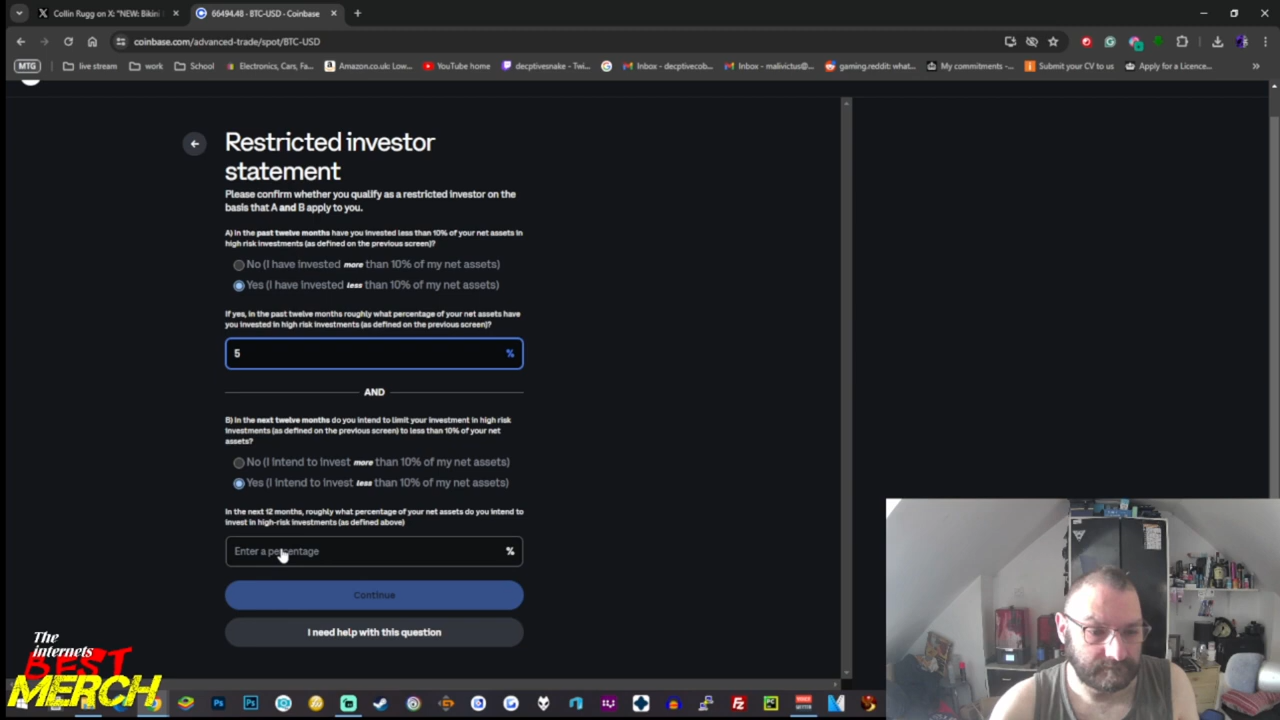 Collin Rugg on X: "NEW: Bikini
66494.48 - BTC-USD - Coinbase
coinbase.com/advanced-trade/spot/BTC-USD
MTG
live stream
work
School
Electronics, Cars, Fa...
Amazon.co.uk: Low...
YouTube home
decptivesnake - Twi...
Inbox - decptivecob...
Inbox - malivictus@...
gaming.reddit: what...
My commitments -...
Submit your CV to us
Apply for a Licence...
Restricted investor
statement
Please confirm whether you qualify as a restricted investor on the
basis that A and B apply to you.
A) In the past twelve months have you invested less than 10% of your net assets in
high risk investments (as defined on the previous screen)?
No (I have invested more than 10% of my net assets)
Yes (I have invested less than 10% of my net assets)
If yes, in the past twelve months roughly what percentage of your net assets have
you invested in high risk investments (as defined on the previous screen)?
5 %
AND
B) In the next twelve months do you intend to limit your investment in high risk
investments (as defined on the previous screen) to less than 10% of your net
assets?
No (I intend to invest more than 10% of my net assets)
Yes (I intend to invest less than 10% of my net assets)
In the next 12 months, roughly what percentage of your net assets do you intend to
invest in high-risk investments (as defined above)
Enter a percentage %
Continue
I need help with this question
The
internets
BEST
MERCH